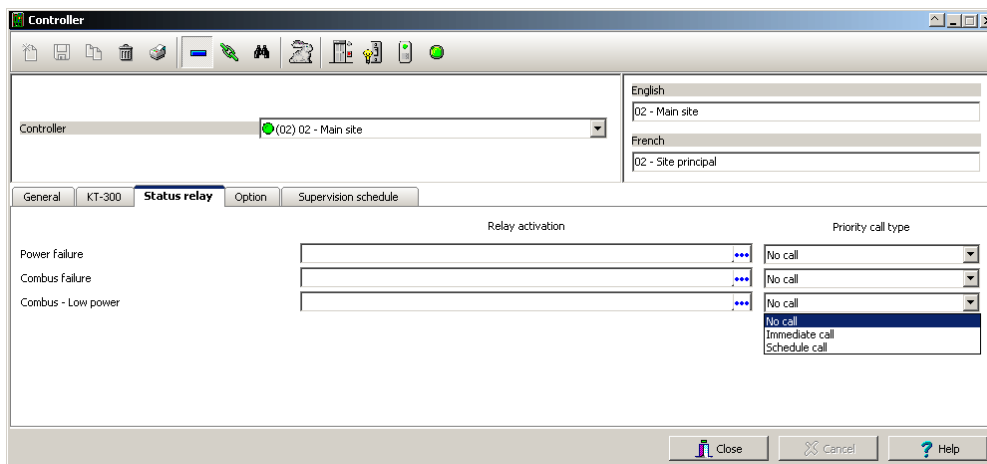 Controller
English
02 - Main site
Controller
(02) 02 - Main site
French
02 - Site principal
General
KT-300
Status relay
Option
Supervision schedule
Relay activation
Priority call type
Power failure
No call
Combus failure
No call
Combus - Low power
No call
No call
Immediate call
Schedule call
Close
Cancel
? Help